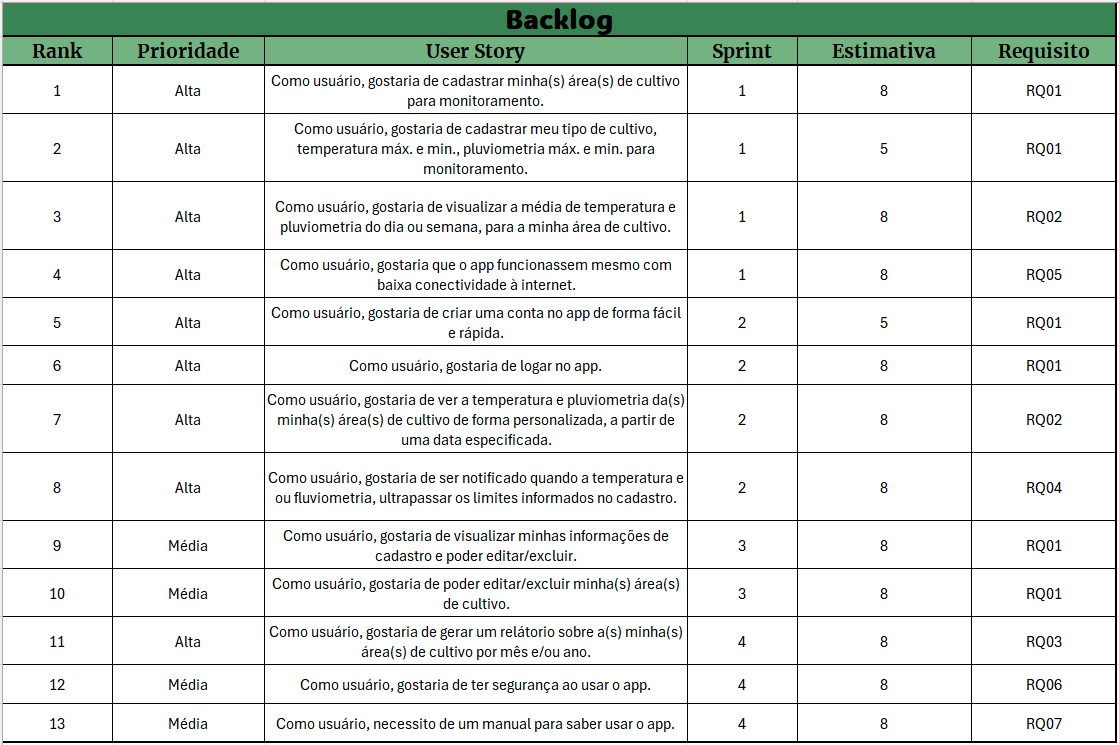 Backlog
Rank Prioridade User Story Sprint Estimativa Requisito
1 Alta Como usuário, gostaria de cadastrar minha(s) área(s) de cultivo
para monitoramento. 1 8 RQ01
2 Alta Como usuário, gostaria de cadastrar meu tipo de cultivo,
temperatura máx. e min., pluviometria máx. e min. para
monitoramento. 1 5 RQ01
3 Alta Como usuário, gostaria de visualizar a média de temperatura e
pluviometria do dia ou semana, para a minha área de cultivo. 1 8 RQ02
4 Alta Como usuário, gostaria que o app funcionassem mesmo com
baixa conectividade à internet. 1 8 RQ05
5 Alta Como usuário, gostaria de criar uma conta no app de forma fácil
e rápida. 2 5 RQ01
6 Alta Como usuário, gostaria de logar no app. 2 8 RQ01
7 Alta Como usuário, gostaria de ver a temperatura e pluviometria da(s)
minha(s) área(s) de cultivo de forma personalizada, a partir de
uma data especificada. 2 8 RQ02
8 Alta Como usuário, gostaria de ser notificado quando a temperatura e
ou fluviometria, ultrapassar os limites informados no cadastro. 2 8 RQ04
9 Média Como usuário, gostaria de visualizar minhas informações de
cadastro e poder editar/excluir. 3 8 RQ01
10 Média Como usuário, gostaria de poder editar/excluir minha(s) área(s)
de cultivo. 3 8 RQ01
11 Alta Como usuário, gostaria de gerar um relátorio sobre a(s) minha(s)
área(s) de cultivo por mês e/ou ano. 4 8 RQ03
12 Média Como usuário, gostaria de ter segurança ao usar o app. 4 8 RQ06
13 Média Como usuário, necessito de um manual para saber usar o app. 4 8 RQ07